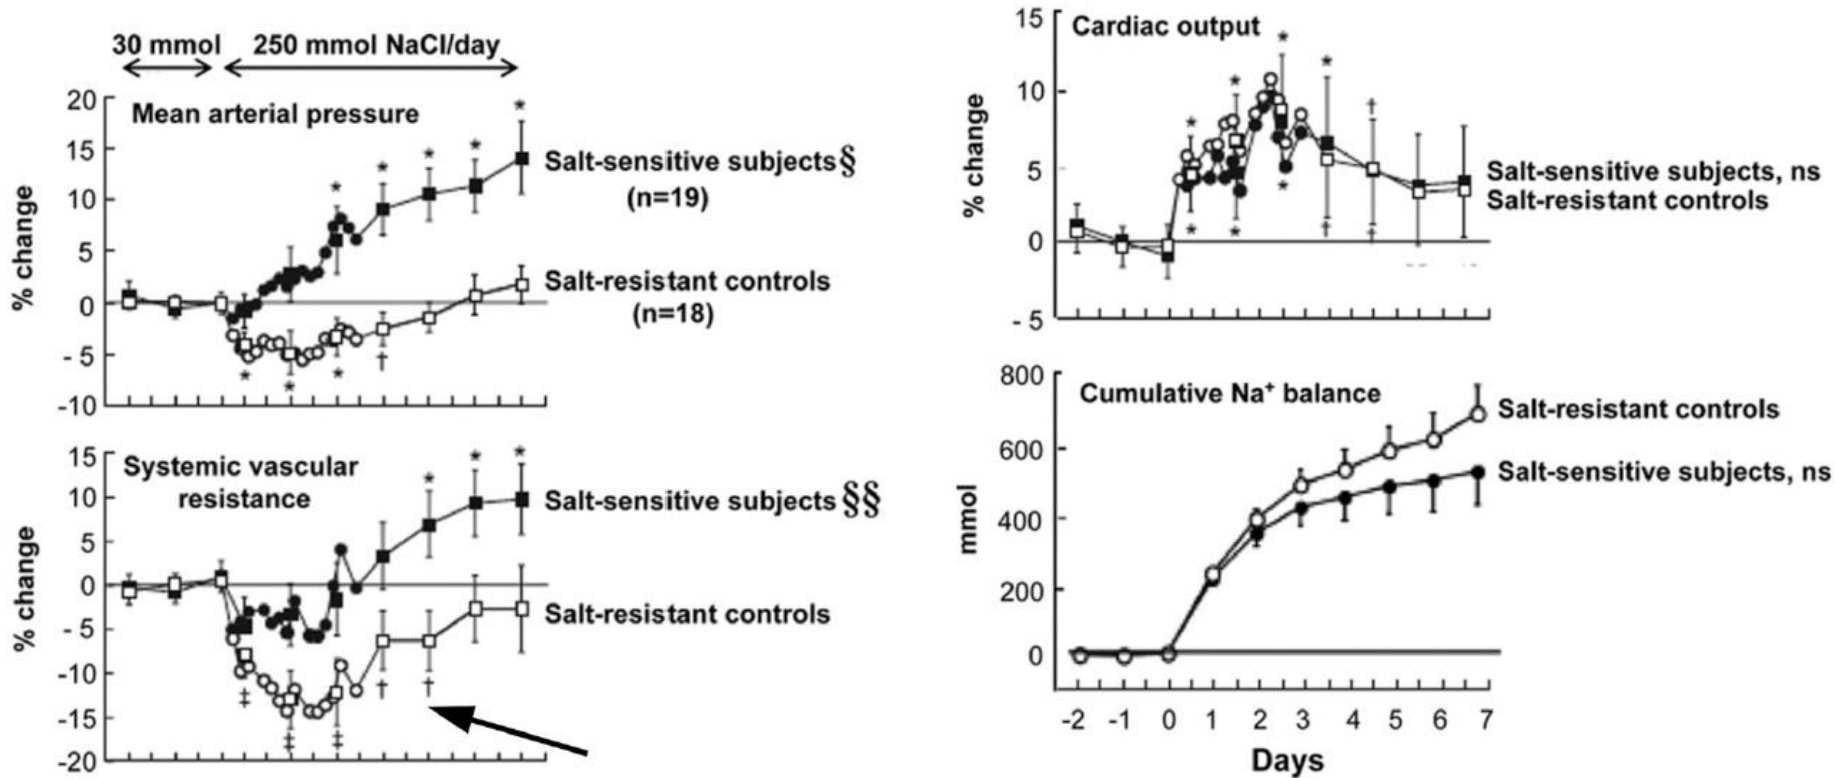 30 mmol 250 mmol NaCl/day
Mean arterial pressure
% change
20
15
10
5
0
- 5
-10
* * * * *
Salt-sensitive subjects §
(n=19)
Salt-resistant controls
(n=18)
* * * †
Systemic vascular
resistance
% change
15
10
5
0
- 5
-10
-15
-20
* * *
Salt-sensitive subjects §§
Salt-resistant controls
‡ ‡ ‡ † †
Cardiac output
% change
15
10
5
0
- 5
* * * * †
Salt-sensitive subjects, ns
Salt-resistant controls
* * * † †
Cumulative Na⁺ balance
mmol
800
600
400
200
0
Salt-resistant controls
Salt-sensitive subjects, ns
-2 -1 0 1 2 3 4 5 6 7
Days